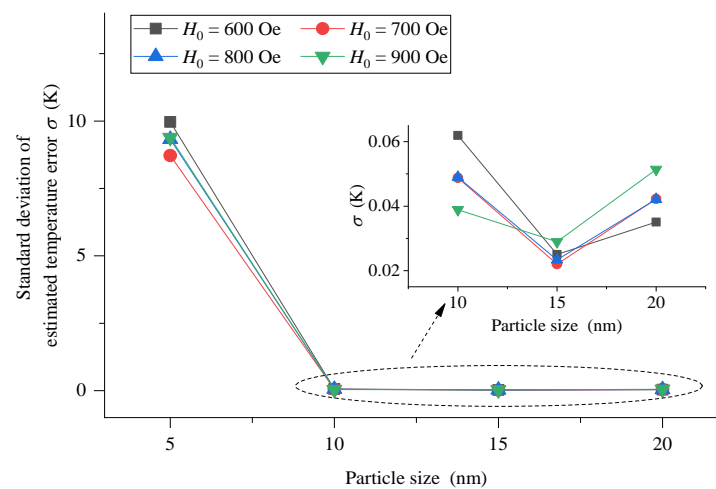 H₀ = 600 Oe
H₀ = 700 Oe
H₀ = 800 Oe
H₀ = 900 Oe
Standard deviation of
estimated temperature error σ (K)
10
5
0
5
10
15
20
Particle size (nm)
σ (K)
0.06
0.04
0.02
10
15
20
Particle size (nm)